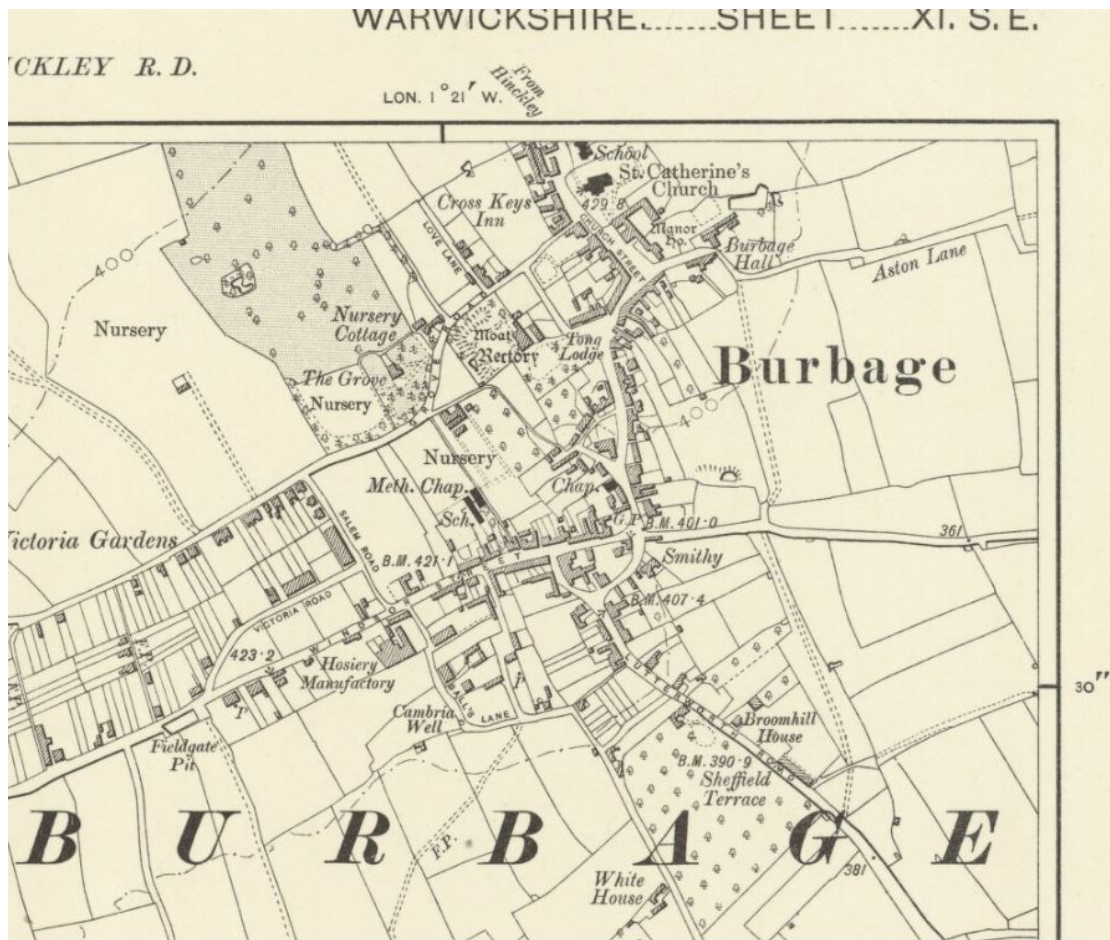 WARWICKSHIRE........SHEET........XI. S. E.
CKLEY R. D.
LON. 1°21′ W.
From
Hinckley
School
St. Catherine's
Church
429·8
Cross Keys
Inn
LOVE LANE
CHURCH STREET
Manor
Ho.
Burbage
Hall
Aston Lane
400
Nursery
Nursery
Cottage
Moat
Rectory
Tong
Lodge
Burbage
The Grove
Nursery
400
Nursery
Meth. Chap.
Chap.
Sch.
G.P.
B.M. 401·0
361
Victoria Gardens
SALEM ROAD
B.M. 421·1
Smithy
B.M. 407·4
VICTORIA ROAD
423·2
F.P.
F.P.
Hosiery
Manufactory
P.
P.
30″
Cambria
Well
BALL'S LANE
Fieldgate
Pit
Broomhill
House
B.M. 390·9
Sheffield
Terrace
LUTTERWORTH ROAD
BURBAGE
F.P.
381
White
House